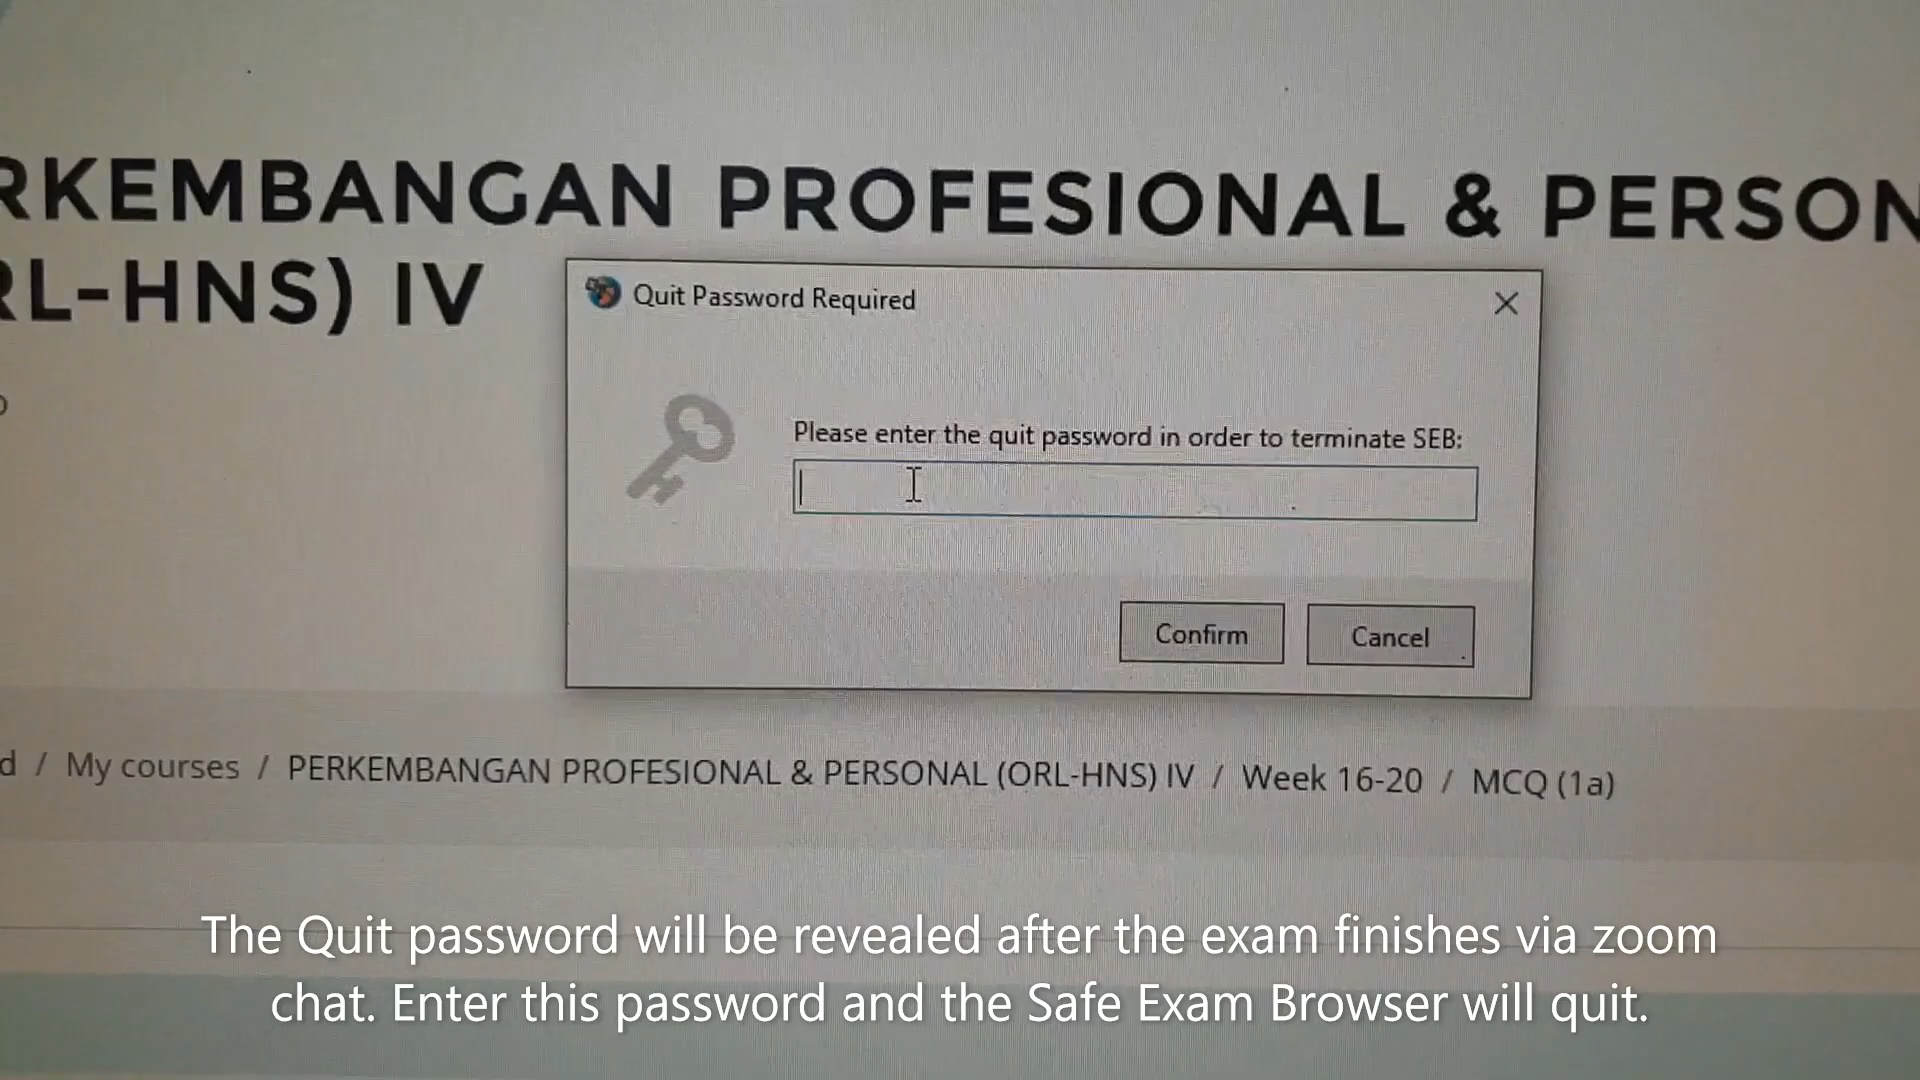 RKEMBANGAN PROFESIONAL & PERSON
RL-HNS) IV
Quit Password Required
Please enter the quit password in order to terminate SEB:
Confirm
Cancel
d / My courses / PERKEMBANGAN PROFESIONAL & PERSONAL (ORL-HNS) IV / Week 16-20 / MCQ (1a)
The Quit password will be revealed after the exam finishes via zoom
chat. Enter this password and the Safe Exam Browser will quit.